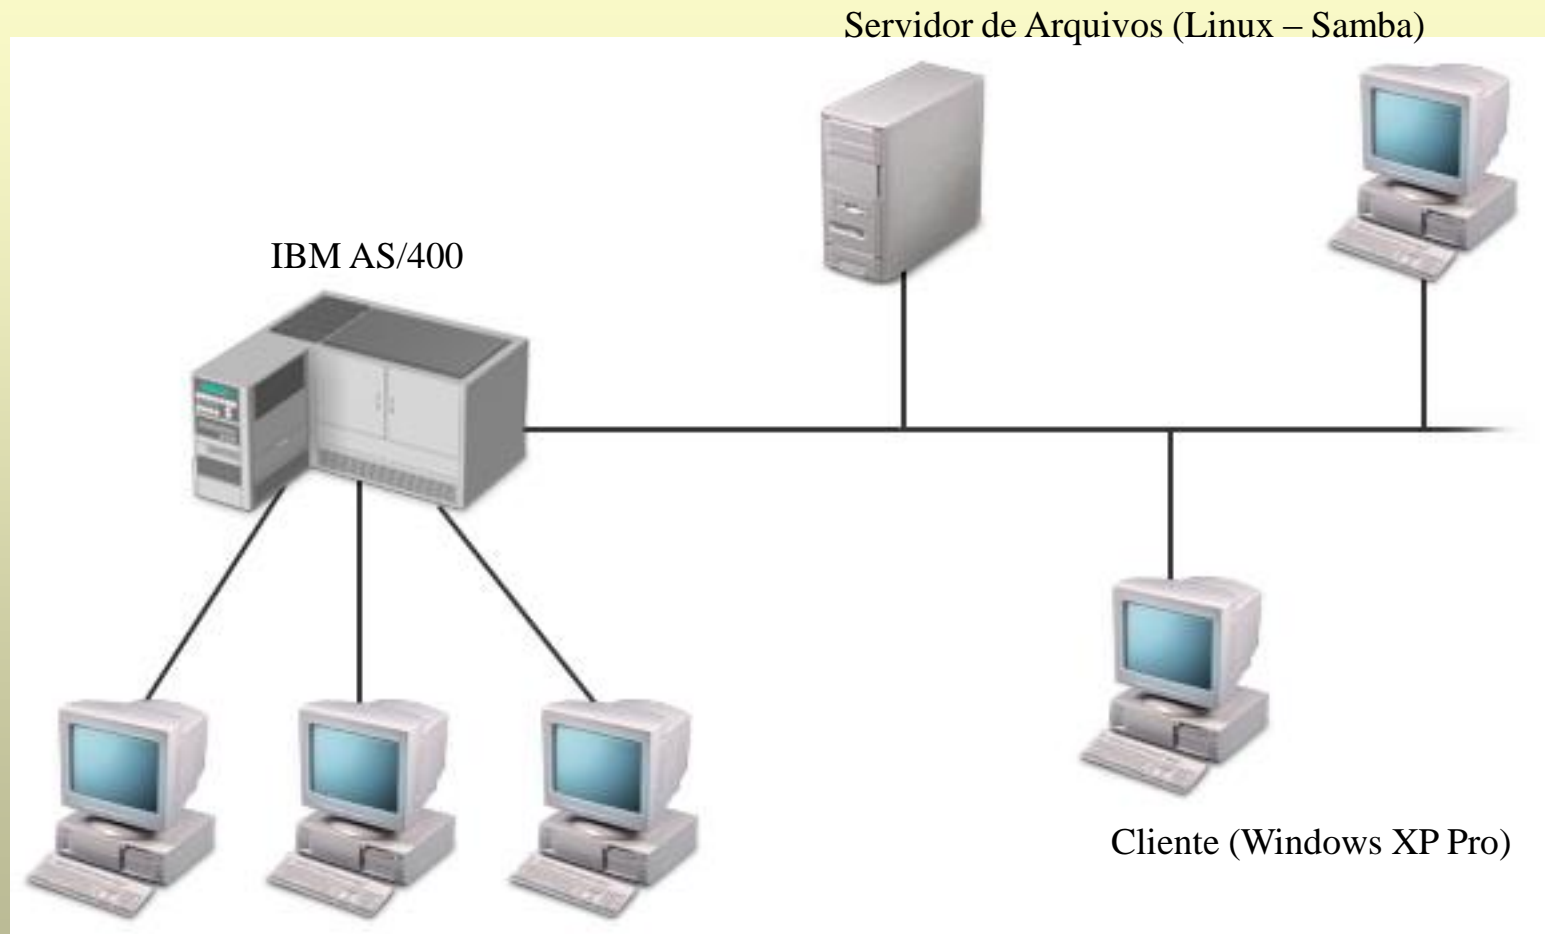 Servidor de Arquivos (Linux – Samba)
IBM AS/400
Cliente (Windows XP Pro)